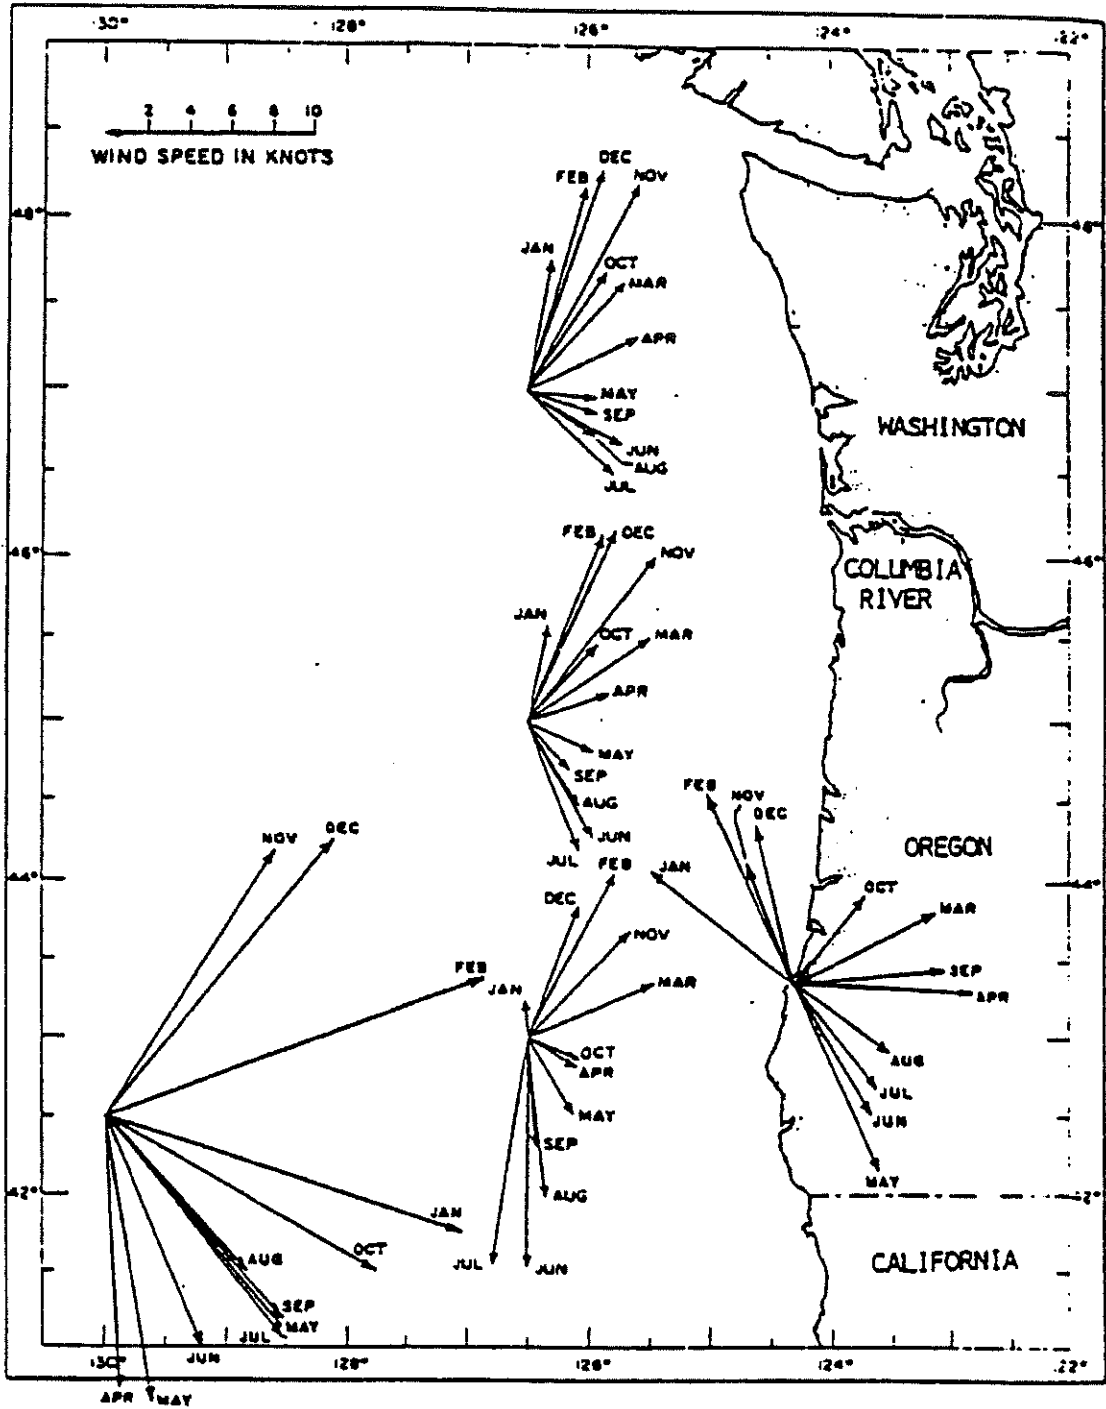 130° 128° 126° 124° 122°
2 4 6 8 10
WIND SPEED IN KNOTS
DEC
FEB NOV
48° 48°
JAN OCT
MAR
APR
MAY
SEP
JUN
AUG
JUL
WASHINGTON
FEB DEC
NOV
46° 46°
COLUMBIA
RIVER
JAN
OCT MAR
APR
MAY
SEP
AUG
JUN
JUL
FEB
NOV
DEC
NOV DEC
OREGON
FEB
JAN
44° 44°
OCT
DEC
MAR
NOV
FEB
JAN
MAR
SEP
APR
OCT
APR
AUG
JUL
MAY
JUN
SEP
MAY
42°
AUG
JAN
OCT
AUG
JUL JUN
CALIFORNIA
SEP
MAY
JUL
JUN
130° 128° 126° 124°
APR MAY